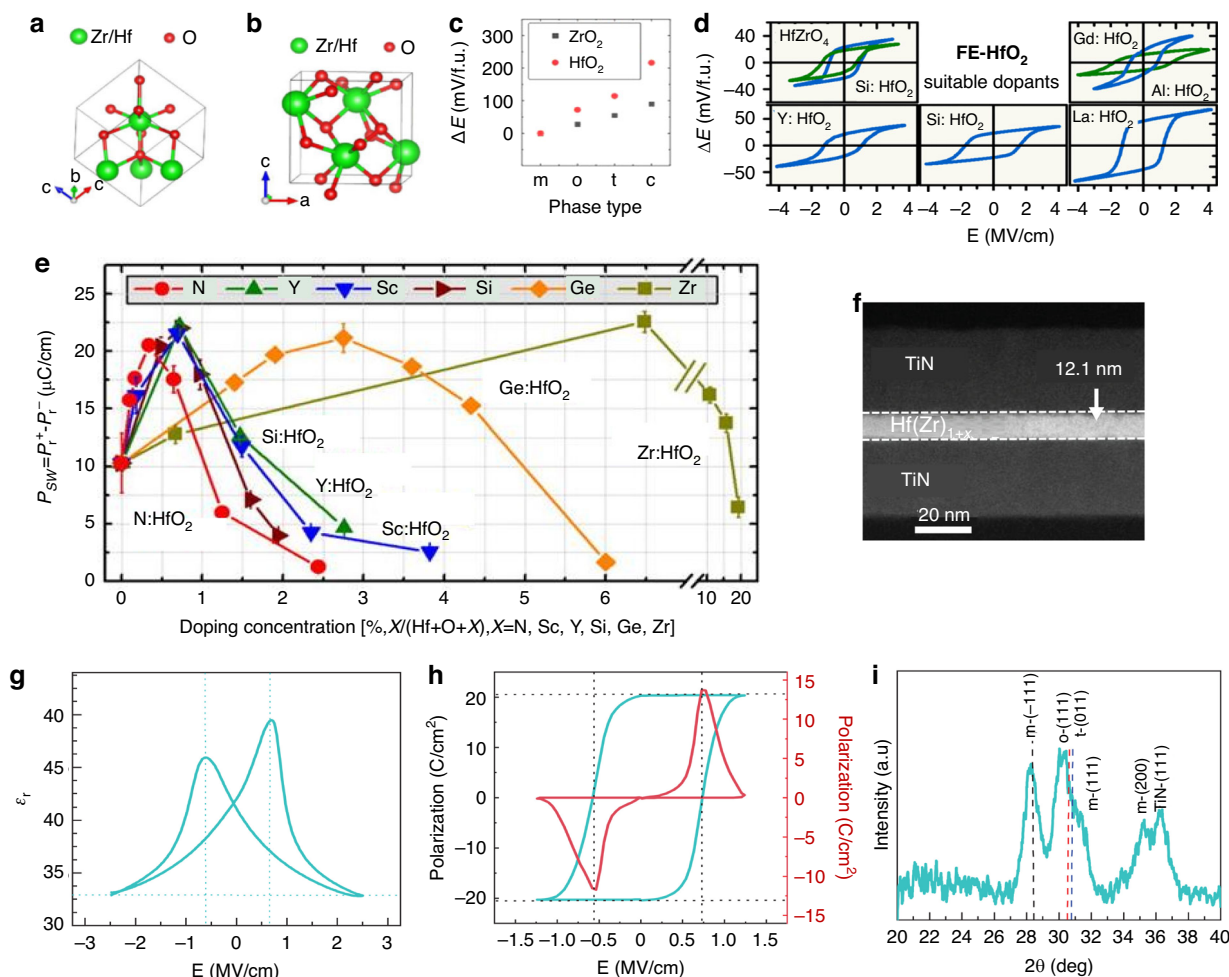 a
Zr/Hf O
c b c
b
Zr/Hf O
c
a
c
ΔE (mV/f.u.)
300
200
100
0
ZrO2
HfO2
m o t c
Phase type
d
ΔE (mV/f.u.)
40
0
−40
50
0
−50
HfZrO4
Si: HfO2
FE-HfO2
suitable dopants
Gd: HfO2
Al: HfO2
Y: HfO2
Si: HfO2
La: HfO2
−4 −2 0 2 −4 −2 0 2 −4 −2 0 2 4
E (MV/cm)
e
N Y Sc Si Ge Zr
PSW=Pr+-Pr− (μC/cm)
25
20
15
10
5
0
Ge:HfO2
Si:HfO2
Zr:HfO2
Y:HfO2
N:HfO2
Sc:HfO2
0 1 2 3 4 5 6 10 20
Doping concentration [%,X/(Hf+O+X),X=N, Sc, Y, Si, Ge, Zr]
f
TiN
12.1 nm
Hf(Zr)1+x
TiN
20 nm
g
εr
40
45
35
30
−3 −2 −1 0 1 2 3
E (MV/cm)
h
Polarization (C/cm2)
20
10
0
−10
−20
15
10
5
0
−5
−10
−15
Polarization (C/cm2)
−1.5 −1.0 −0.5 0 0.5 1.0 1.5
E (MV/cm)
i
Intensity (a.u)
m-(−111)
o-(111)
t-(011)
m-(111)
m-(200)
TiN-(111)
20 22 24 26 28 30 32 34 36 38 40
2θ (deg)